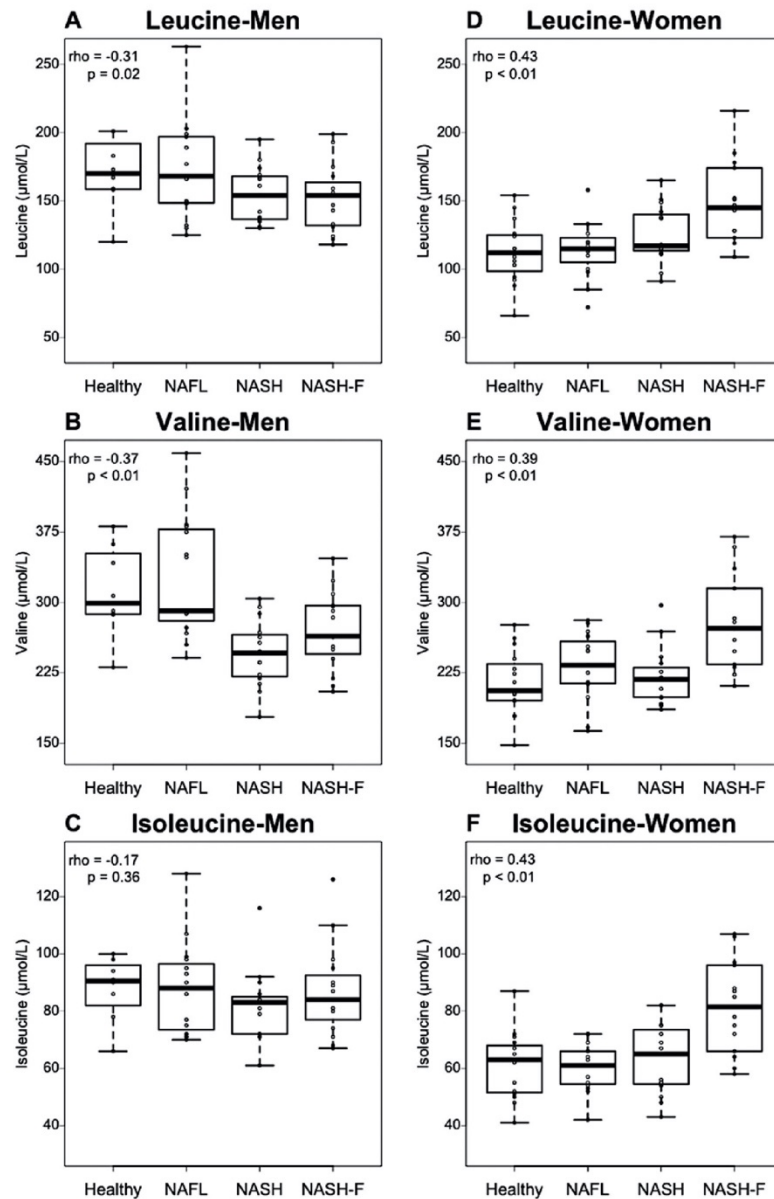 A Leucine-Men
rho = -0.31
p = 0.02
250
200
150
100
50
Leucine (μmol/L)
Healthy NAFL NASH NASH-F
D Leucine-Women
rho = 0.43
p < 0.01
250
200
150
100
50
Leucine (μmol/L)
Healthy NAFL NASH NASH-F
B Valine-Men
rho = -0.37
p < 0.01
450
375
300
225
150
Valine (μmol/L)
Healthy NAFL NASH NASH-F
E Valine-Women
rho = 0.39
p < 0.01
450
375
300
225
150
Valine (μmol/L)
Healthy NAFL NASH NASH-F
C Isoleucine-Men
rho = -0.17
p = 0.36
120
100
80
60
40
Isoleucine (μmol/L)
Healthy NAFL NASH NASH-F
F Isoleucine-Women
rho = 0.43
p < 0.01
120
100
80
60
40
Isoleucine (μmol/L)
Healthy NAFL NASH NASH-F